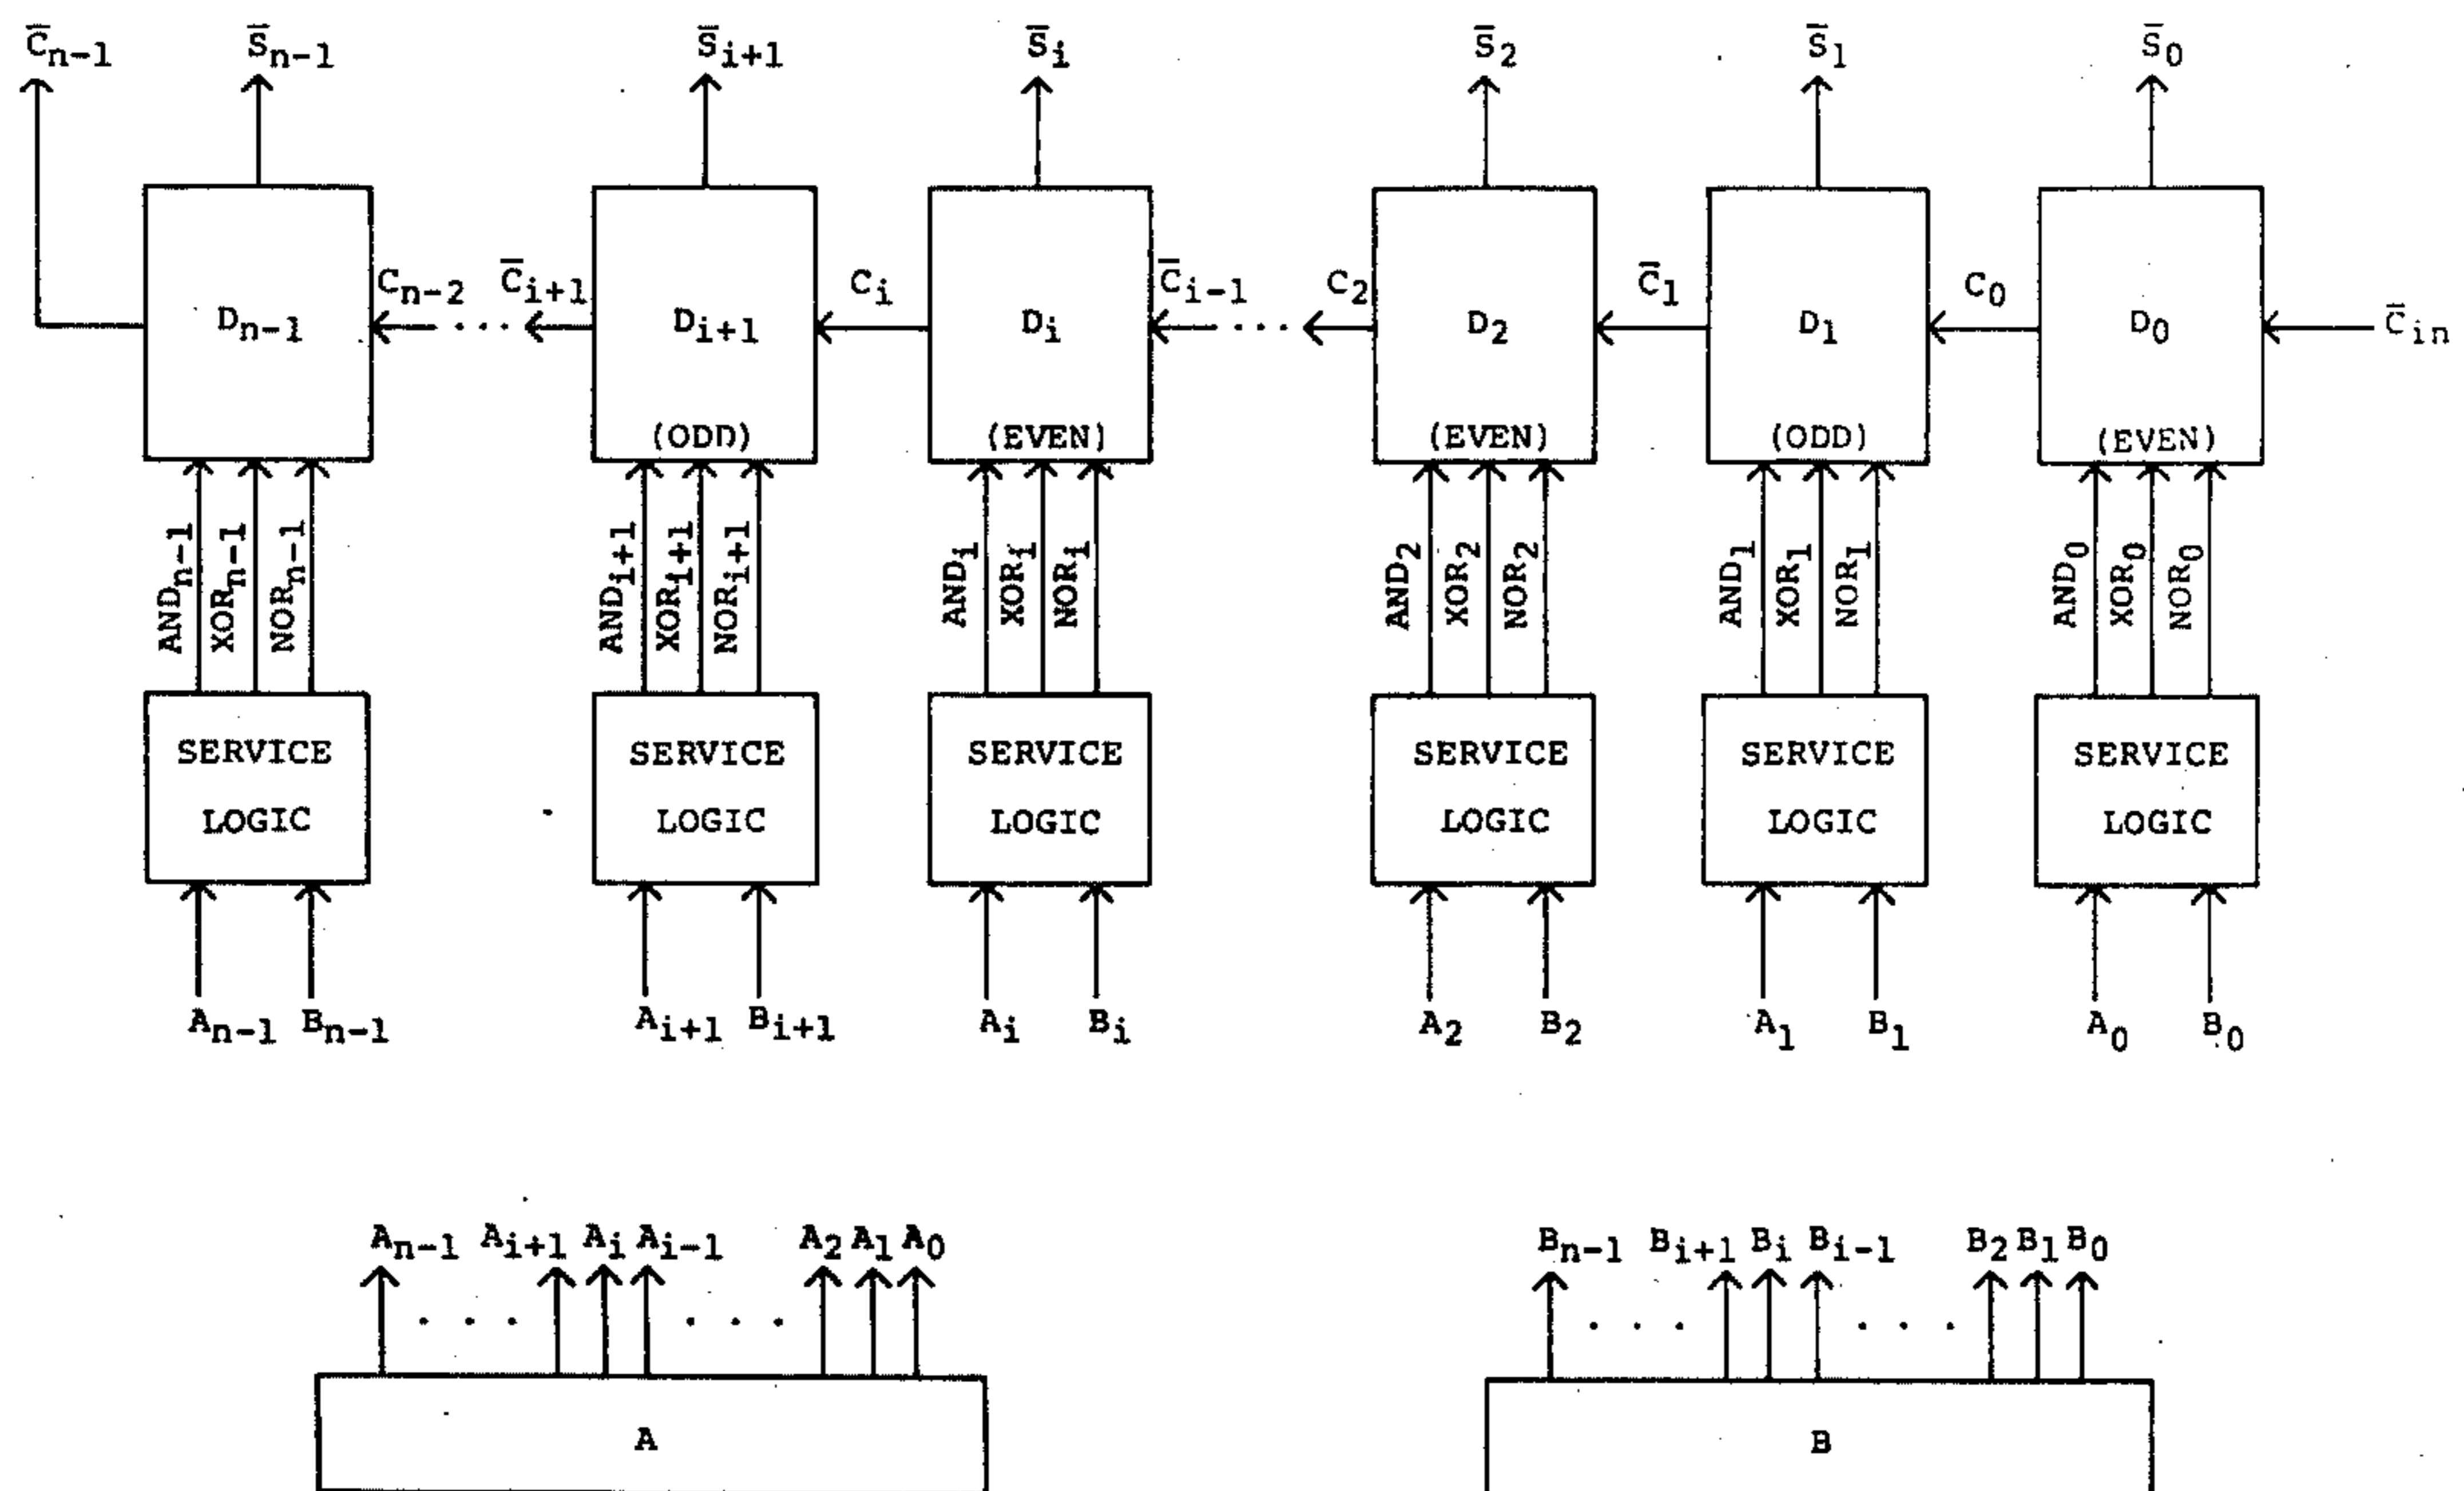 C̄n-1 S̄n-1 S̄i+1 S̄i S̄2 S̄1 S̄0
Cn-2 C̄i+1 Ci C̄i-1 C2 C̄1 C0 C̄in
Dn-1 Di+1 Di D2 D1 D0
(ODD) (EVEN) (EVEN) (ODD) (EVEN)
ANDn-1 XORn-1 NORn-1 ANDi+1 XORi+1 NORi+1 ANDi XORi NORi AND2 XOR2 NOR2 AND1 XOR1 NOR1 AND0 XOR0 NOR0
SERVICE SERVICE SERVICE SERVICE SERVICE SERVICE
LOGIC LOGIC LOGIC LOGIC LOGIC LOGIC
An-1 Bn-1 Ai+1 Bi+1 Ai Bi A2 B2 A1 B1 A0 B0
An-1 Ai+1 Ai Ai-1 A2 A1 A0 Bn-1 Bi+1 Bi Bi-1 B2 B1 B0
. . . . . . . . . . . .
A B